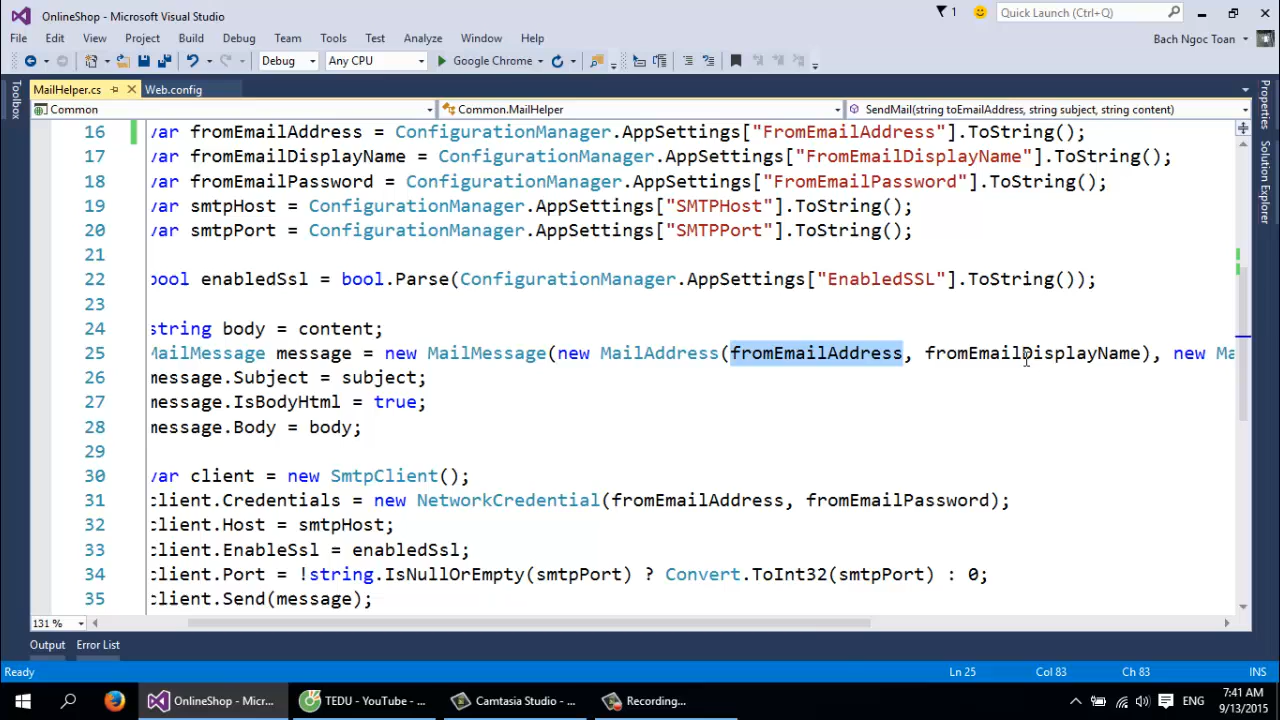 OnlineShop - Microsoft Visual Studio
1
Quick Launch (Ctrl+Q)
File Edit View Project Build Debug Team Tools Test Analyze Window Help
Bach Ngoc Toan
Debug Any CPU Google Chrome
Toolbox
MailHelper.cs Web.config
Properties
Solution Explorer
Common Common.MailHelper SendMail(string toEmailAddress, string subject, string content)
16 var fromEmailAddress = ConfigurationManager.AppSettings["FromEmailAddress"].ToString();
17 var fromEmailDisplayName = ConfigurationManager.AppSettings["FromEmailDisplayName"].ToString();
18 var fromEmailPassword = ConfigurationManager.AppSettings["FromEmailPassword"].ToString();
19 var smtpHost = ConfigurationManager.AppSettings["SMTPHost"].ToString();
20 var smtpPort = ConfigurationManager.AppSettings["SMTPPort"].ToString();
21
22 bool enabledSsl = bool.Parse(ConfigurationManager.AppSettings["EnabledSSL"].ToString());
23
24 string body = content;
25 MailMessage message = new MailMessage(new MailAddress(fromEmailAddress, fromEmailDisplayName), new Ma
26 message.Subject = subject;
27 message.IsBodyHtml = true;
28 message.Body = body;
29
30 var client = new SmtpClient();
31 client.Credentials = new NetworkCredential(fromEmailAddress, fromEmailPassword);
32 client.Host = smtpHost;
33 client.EnableSsl = enabledSsl;
34 client.Port = !string.IsNullOrEmpty(smtpPort) ? Convert.ToInt32(smtpPort) : 0;
35 client.Send(message);
131 %
Output Error List
Ready Ln 25 Col 83 Ch 83 INS
OnlineShop - Micr... TEDU - YouTube - ... Camtasia Studio - ... Recording... ENG 7:41 AM
9/13/2015